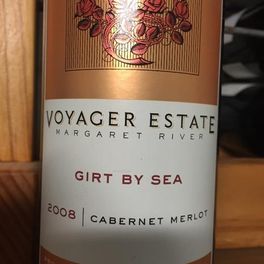 VOYAGER ESTATE
MARGARET RIVER
GIRT BY SEA
2008 | CABERNET MERLOT